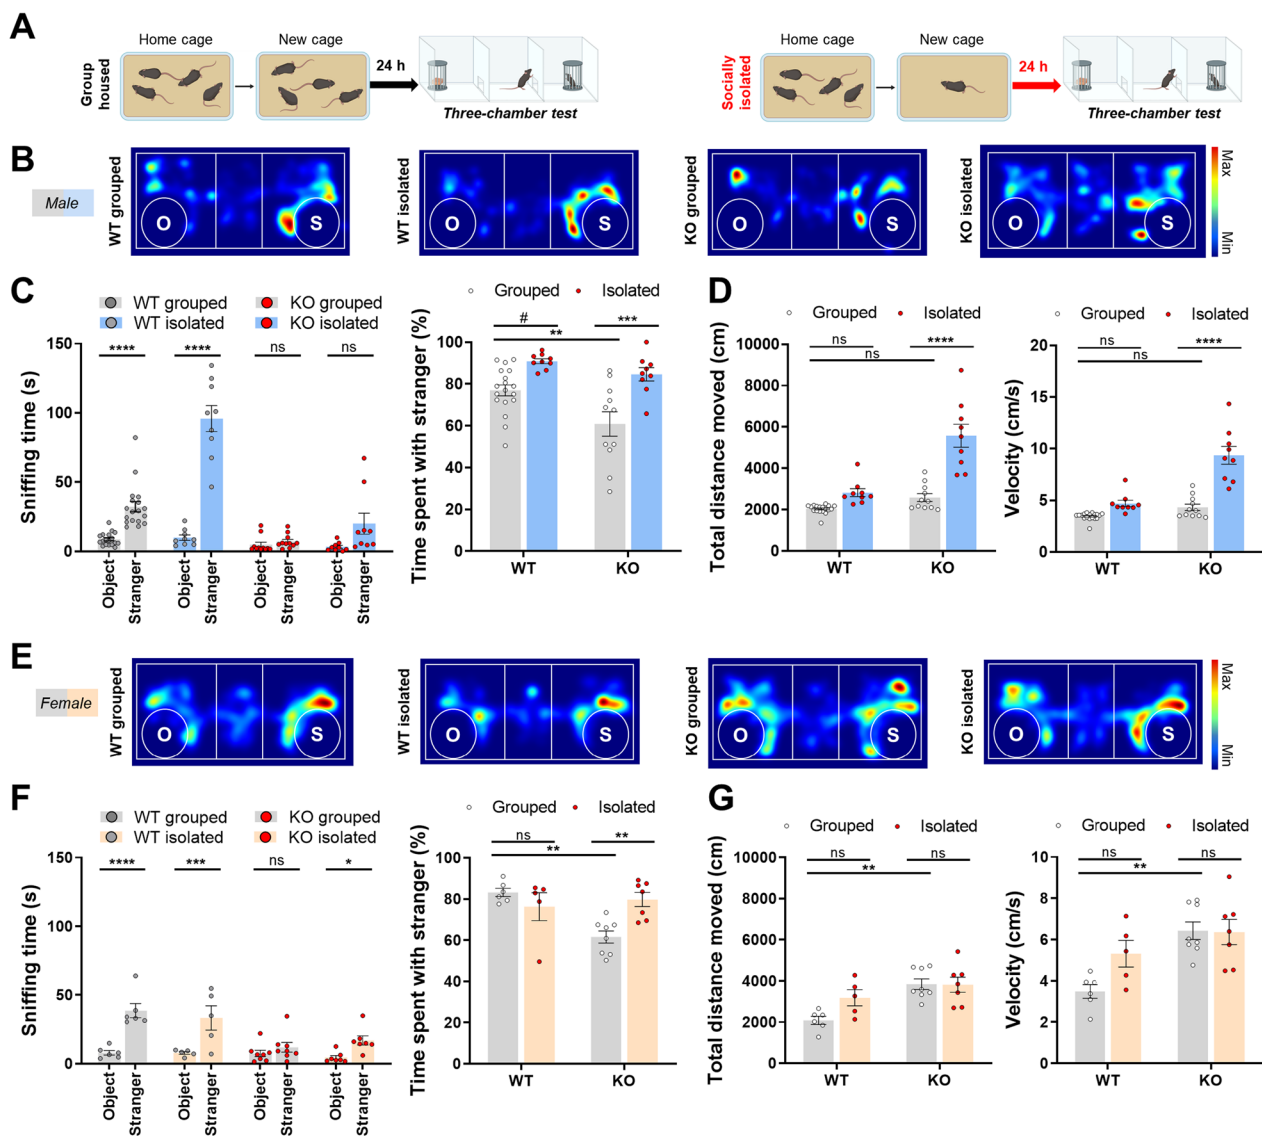 A
Home cage
New cage
Group housed
24 h
Three-chamber test
Home cage
New cage
Socially isolated
24 h
Three-chamber test
B
Male
WT grouped
O
S
WT isolated
O
S
KO grouped
O
S
KO isolated
O
S
Max
Min
C
WT grouped
KO grouped
WT isolated
KO isolated
Sniffing time (s)
150
100
50
0
****
****
ns
ns
Object
Stranger
Object
Stranger
Object
Stranger
Object
Stranger
Grouped
Isolated
Time spent with stranger (%)
100
80
60
40
20
0
#
**
***
WT
KO
D
Grouped
Isolated
Total distance moved (cm)
10000
8000
6000
4000
2000
0
ns
ns
****
WT
KO
Grouped
Isolated
Velocity (cm/s)
20
15
10
5
0
ns
ns
****
WT
KO
E
Female
WT grouped
O
S
WT isolated
O
S
KO grouped
O
S
KO isolated
O
S
Max
Min
F
WT grouped
KO grouped
WT isolated
KO isolated
Sniffing time (s)
150
100
50
0
****
***
ns
*
Object
Stranger
Object
Stranger
Object
Stranger
Object
Stranger
Grouped
Isolated
Time spent with stranger (%)
100
80
60
40
20
0
ns
**
**
WT
KO
G
Grouped
Isolated
Total distance moved (cm)
10000
8000
6000
4000
2000
0
ns
**
ns
WT
KO
Grouped
Isolated
Velocity (cm/s)
10
8
6
4
2
0
ns
**
ns
WT
KO